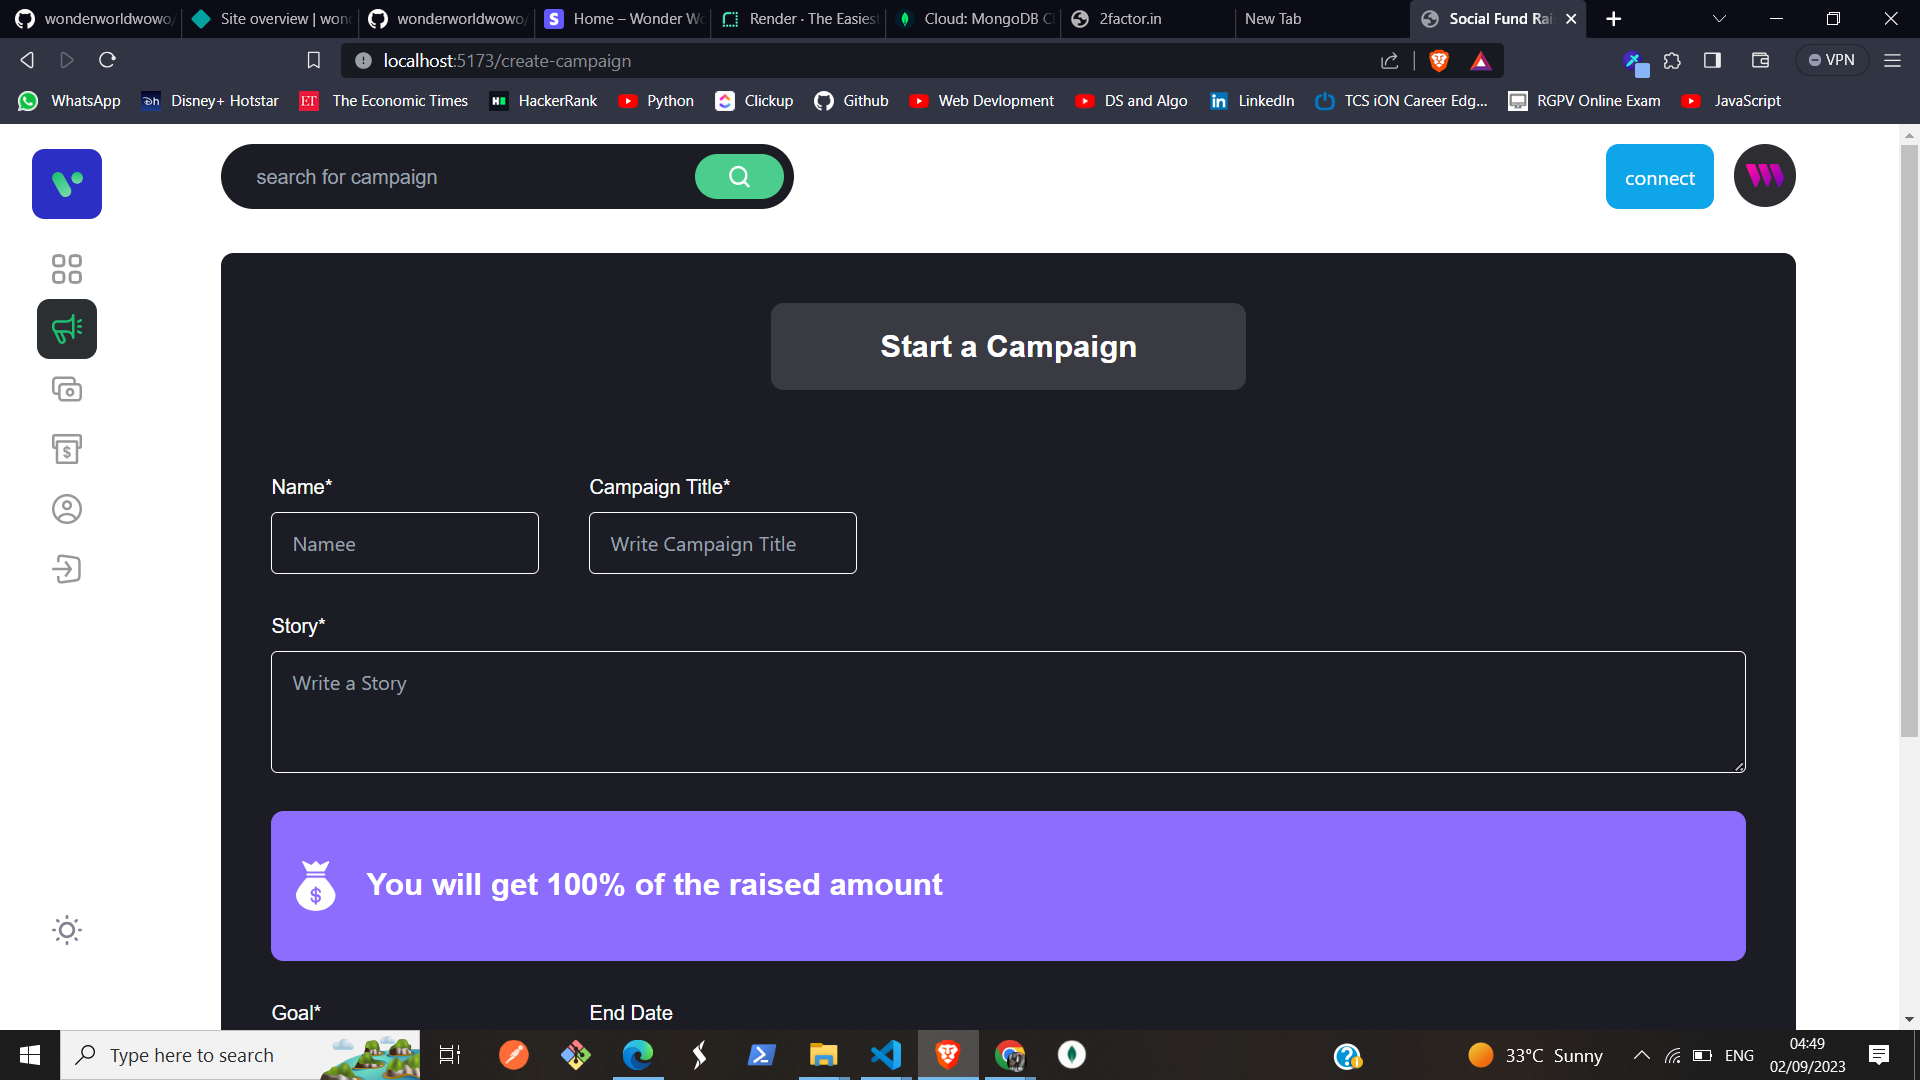 wonderworldwowo/
Site overview | won
wonderworldwowo/
Home – Wonder Wo
Render · The Easiest
Cloud: MongoDB Cl
2factor.in
New Tab
Social Fund Rai
localhost:5173/create-campaign
VPN
WhatsApp
Disney+ Hotstar
ET The Economic Times
HackerRank
Python
Clickup
Github
Web Devlopment
DS and Algo
LinkedIn
TCS iON Career Edg...
RGPV Online Exam
JavaScript
search for campaign
connect
Start a Campaign
Name*
Campaign Title*
Namee
Write Campaign Title
Story*
Write a Story
You will get 100% of the raised amount
Goal*
End Date
Type here to search
33°C Sunny
ENG
04:49
02/09/2023